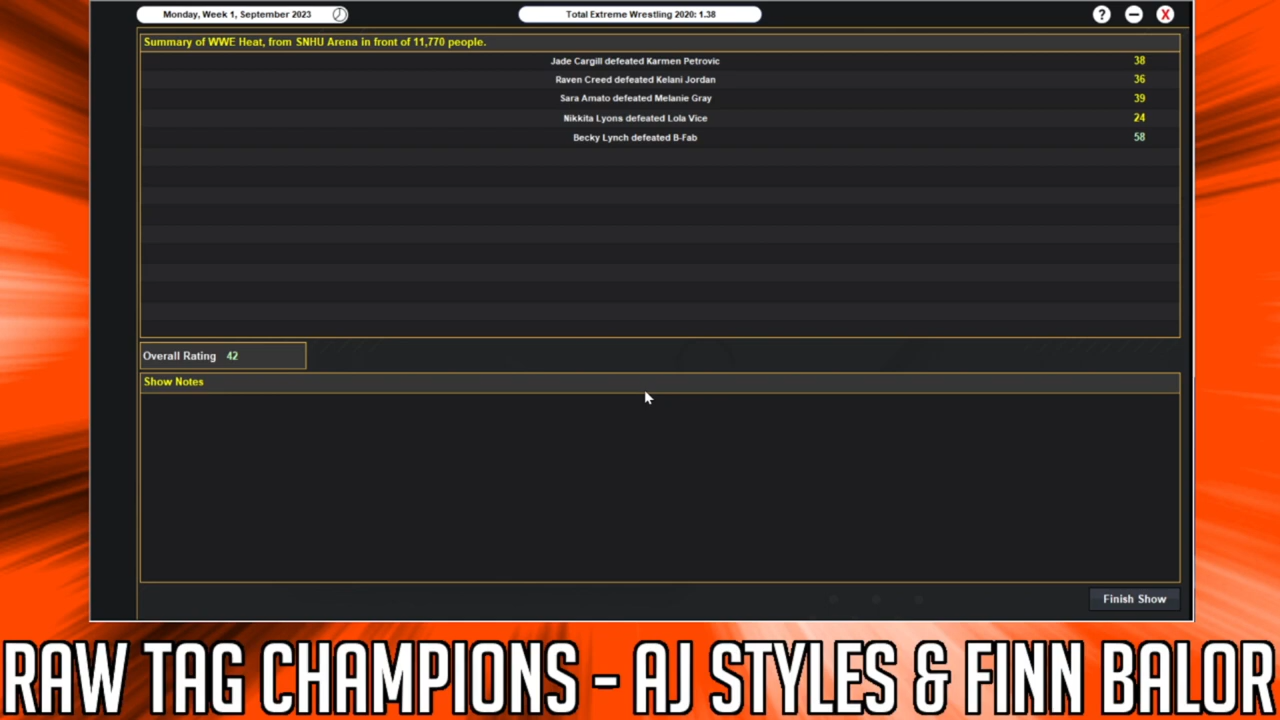 Monday, Week 1, September 2023
Total Extreme Wrestling 2020: 1.38
?
X
Summary of WWE Heat, from SNHU Arena in front of 11,770 people.
Jade Cargill defeated Karmen Petrovic 38
Raven Creed defeated Kelani Jordan 36
Sara Amato defeated Melanie Gray 39
Nikkita Lyons defeated Lola Vice 24
Becky Lynch defeated B-Fab 58
Overall Rating 42
Show Notes
Finish Show
RAW TAG CHAMPIONS - AJ STYLES & FINN BALOR